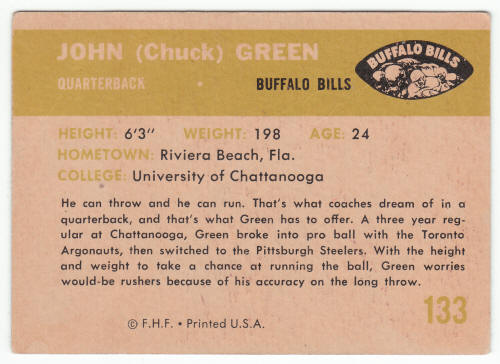 JOHN (Chuck) GREEN
QUARTERBACK
BUFFALO BILLS
BUFFALO BILLS
HEIGHT: 6'3" WEIGHT: 198 AGE: 24
HOMETOWN: Riviera Beach, Fla.
COLLEGE: University of Chattanooga
He can throw and he can run. That's what coaches dream of in a
quarterback, and that's what Green has to offer. A three year reg-
ular at Chattanooga, Green broke into pro ball with the Toronto
Argonauts, then switched to the Pittsburgh Steelers. With the height
and weight to take a chance at running the ball, Green worries
would-be rushers because of his accuracy on the long throw.
133
© F.H.F. • Printed U.S.A.